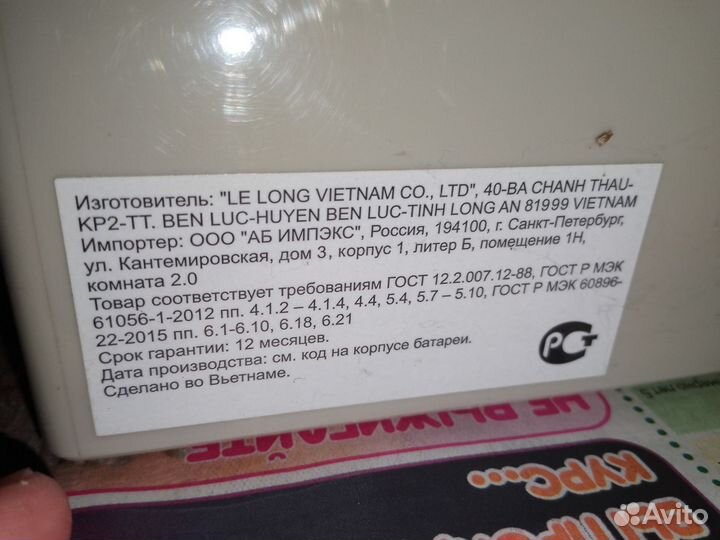 Изготовитель: "LE LONG VIETNAM CO., LTD", 40-BA CHANH THAU-
KP2-TT. BEN LUC-HUYEN BEN LUC-TINH LONG AN 81999 VIETNAM
Импортер: ООО "АБ ИМПЭКС", Россия, 194100, г. Санкт-Петербург,
ул. Кантемировская, дом 3, корпус 1, литер Б, помещение 1Н,
комната 2.0
Товар соответствует требованиям ГОСТ 12.2.007.12-88, ГОСТ Р МЭК
61056-1-2012 пп. 4.1.2 – 4.1.4, 4.4, 5.4, 5.7 – 5.10, ГОСТ Р МЭК 60896-
22-2015 пп. 6.1-6.10, 6.18, 6.21
Срок гарантии: 12 месяцев.
Дата производства: см. код на корпусе батареи.
Сделано во Вьетнаме.
РСТ
НЕ ВЫЖИГАЙТЕ
КУРС...
Avito